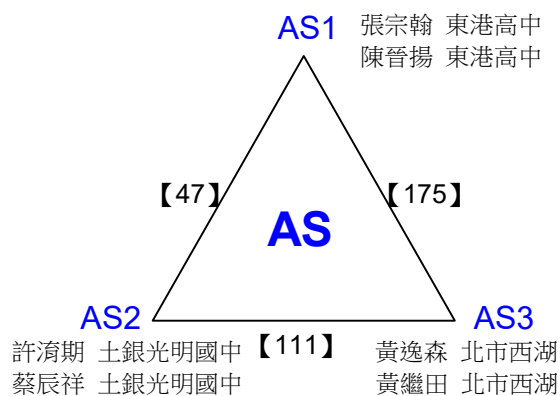 AS1
張宗翰 東港高中
陳晉揚 東港高中
【47】
【175】
AS
AS2
AS3
許淯期 土銀光明國中
蔡辰祥 土銀光明國中
【111】
黃逸森 北市西湖
黃繼田 北市西湖